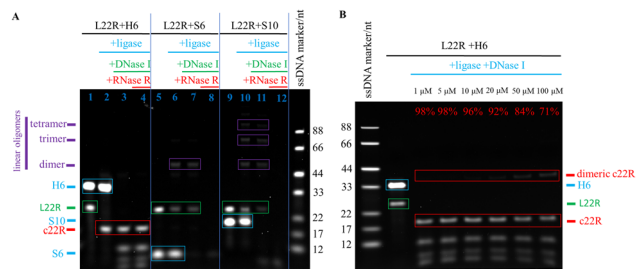 A
L22R+H6
L22R+S6
L22R+S10
+ligase
+ligase
+ligase
+DNase I
+DNase I
+DNase I
+RNase R
+RNase R
+RNase R
ssDNA marker/nt
1 2 3 4 5 6 7 8 9 10 11 12
linear oligomers
tetramer
trimer
dimer
H6
L22R
S10
c22R
S6
88
66
44
33
22
17
12
B
ssDNA marker/nt
L22R +H6
+ligase +DNase I
1 μM 5 μM 10 μM 20 μM 50 μM 100 μM
98% 98% 96% 92% 84% 71%
88
66
44
33
22
17
12
dimeric c22R
H6
L22R
c22R